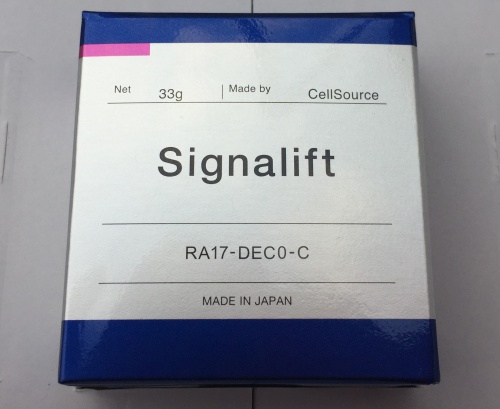 Net 33g Made by CellSource
Signalift
RA17-DEC0-C
MADE IN JAPAN